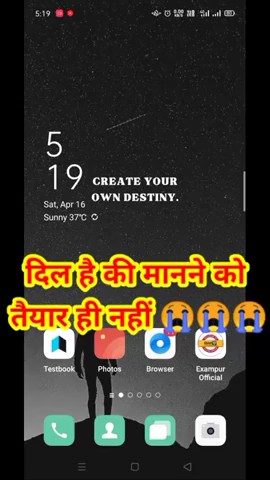 5:19
5
19
CREATE YOUR
OWN DESTINY.
Sat, Apr 16
Sunny 37°C
दिल है की मानने को
तैयार ही नहीं 😭😭😭
Testbook
Photos
Browser
Exampur
Official